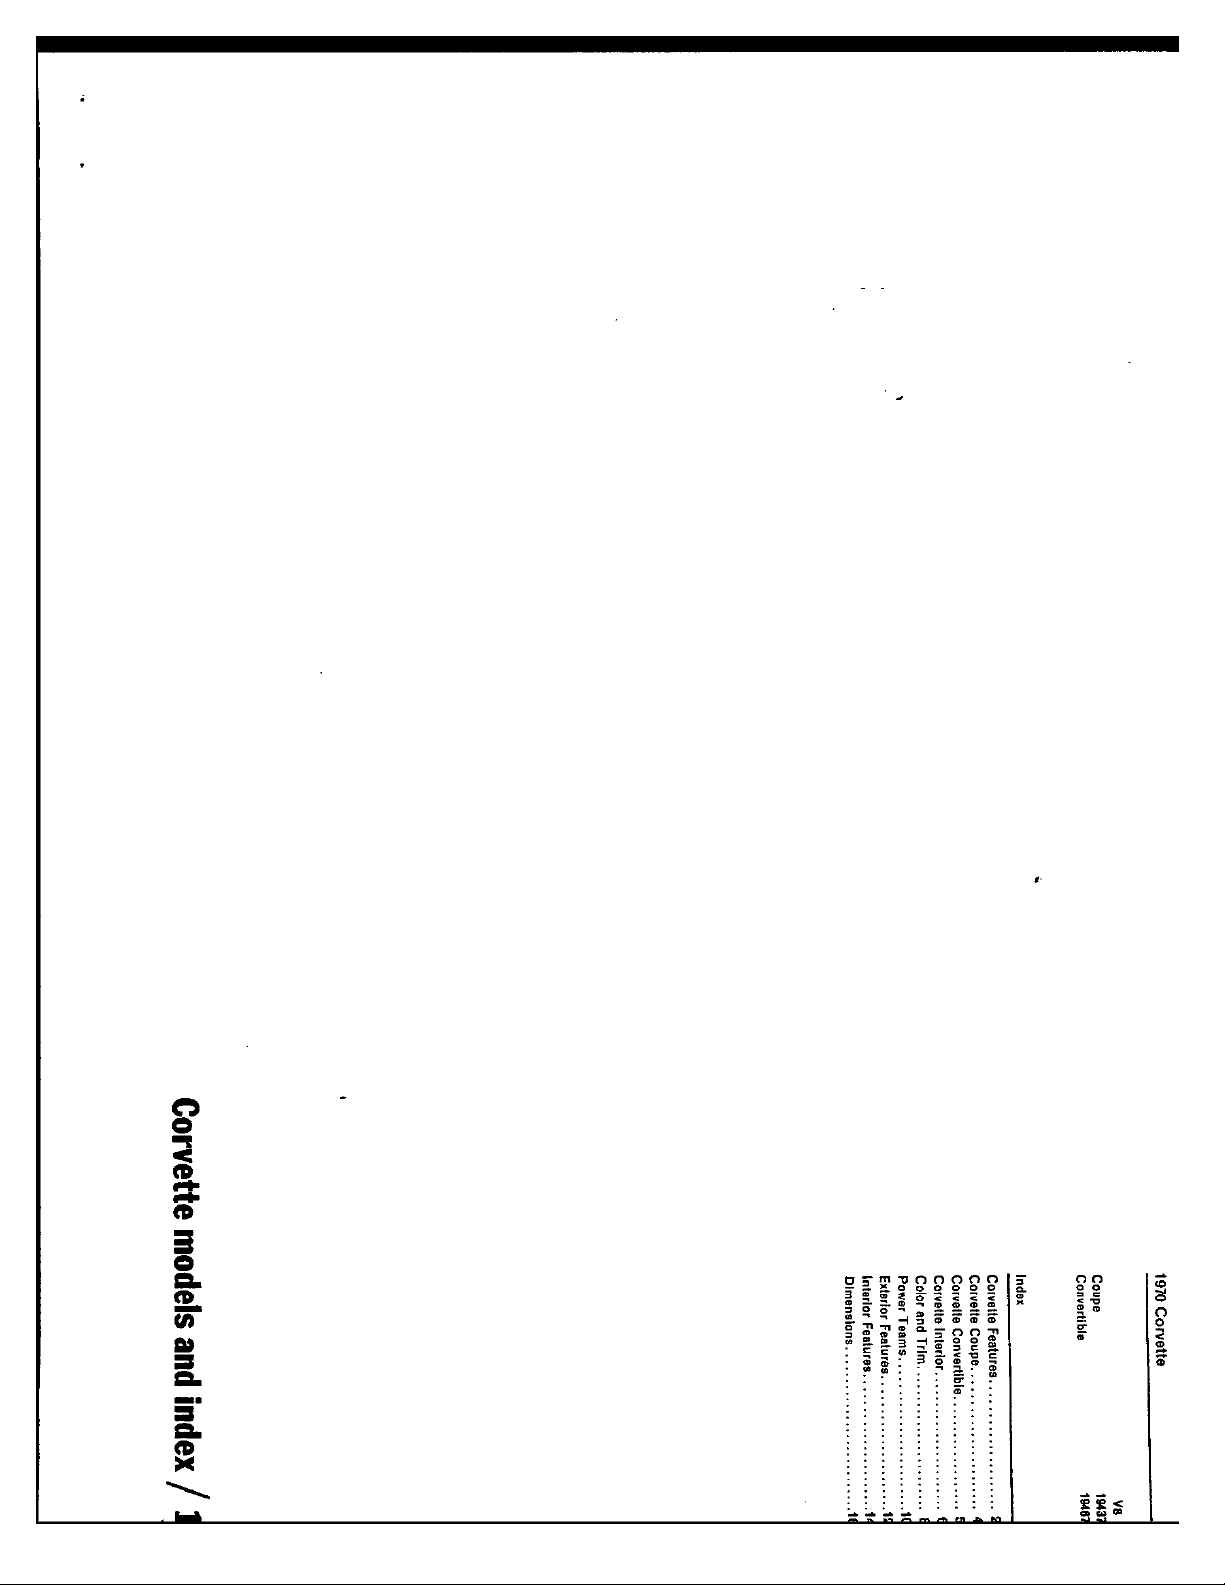 1970 Corvette
V8
Coupe 19437
Convertible 19467
Index
Corvette Features.................... 2
Corvette Coupe.................... 4
Corvette Convertible.................... 5
Corvette Interior.................... 6
Color and Trim.................... 8
Power Teams....................10
Exterior Features....................12
Interior Features....................14
Dimensions....................16
Corvette models and index / 1